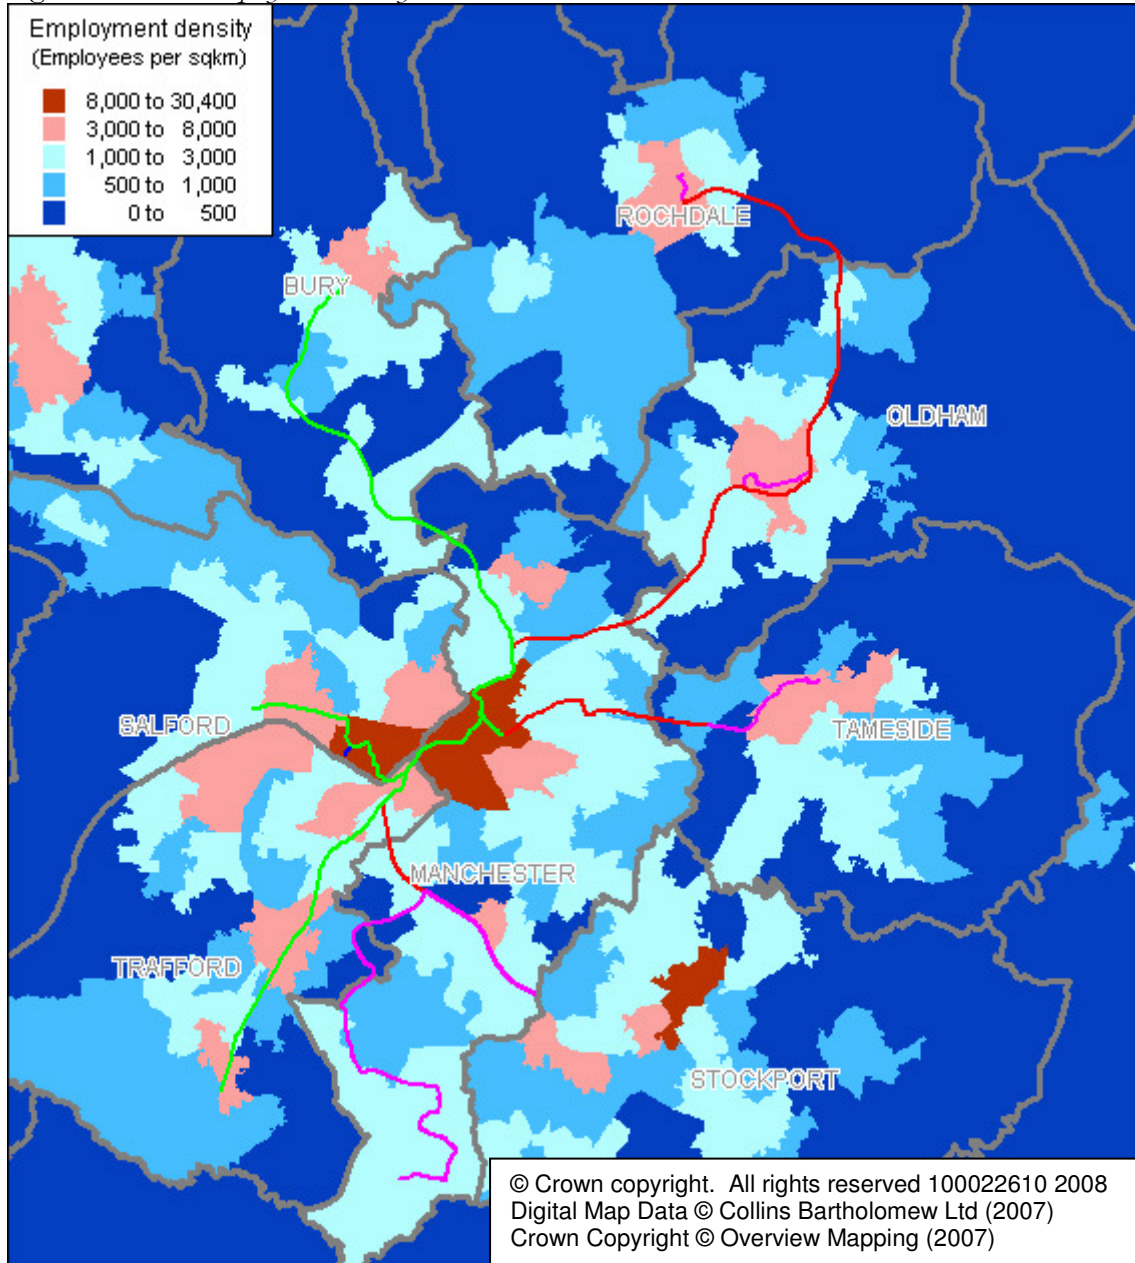 Employment density
(Employees per sqkm)
8,000 to 30,400
3,000 to 8,000
1,000 to 3,000
500 to 1,000
0 to 500
ROCHDALE
BURY
OLDHAM
SALFORD
TAMESIDE
MANCHESTER
TRAFFORD
STOCKPORT
© Crown copyright. All rights reserved 100022610 2008
Digital Map Data © Collins Bartholomew Ltd (2007)
Crown Copyright © Overview Mapping (2007)